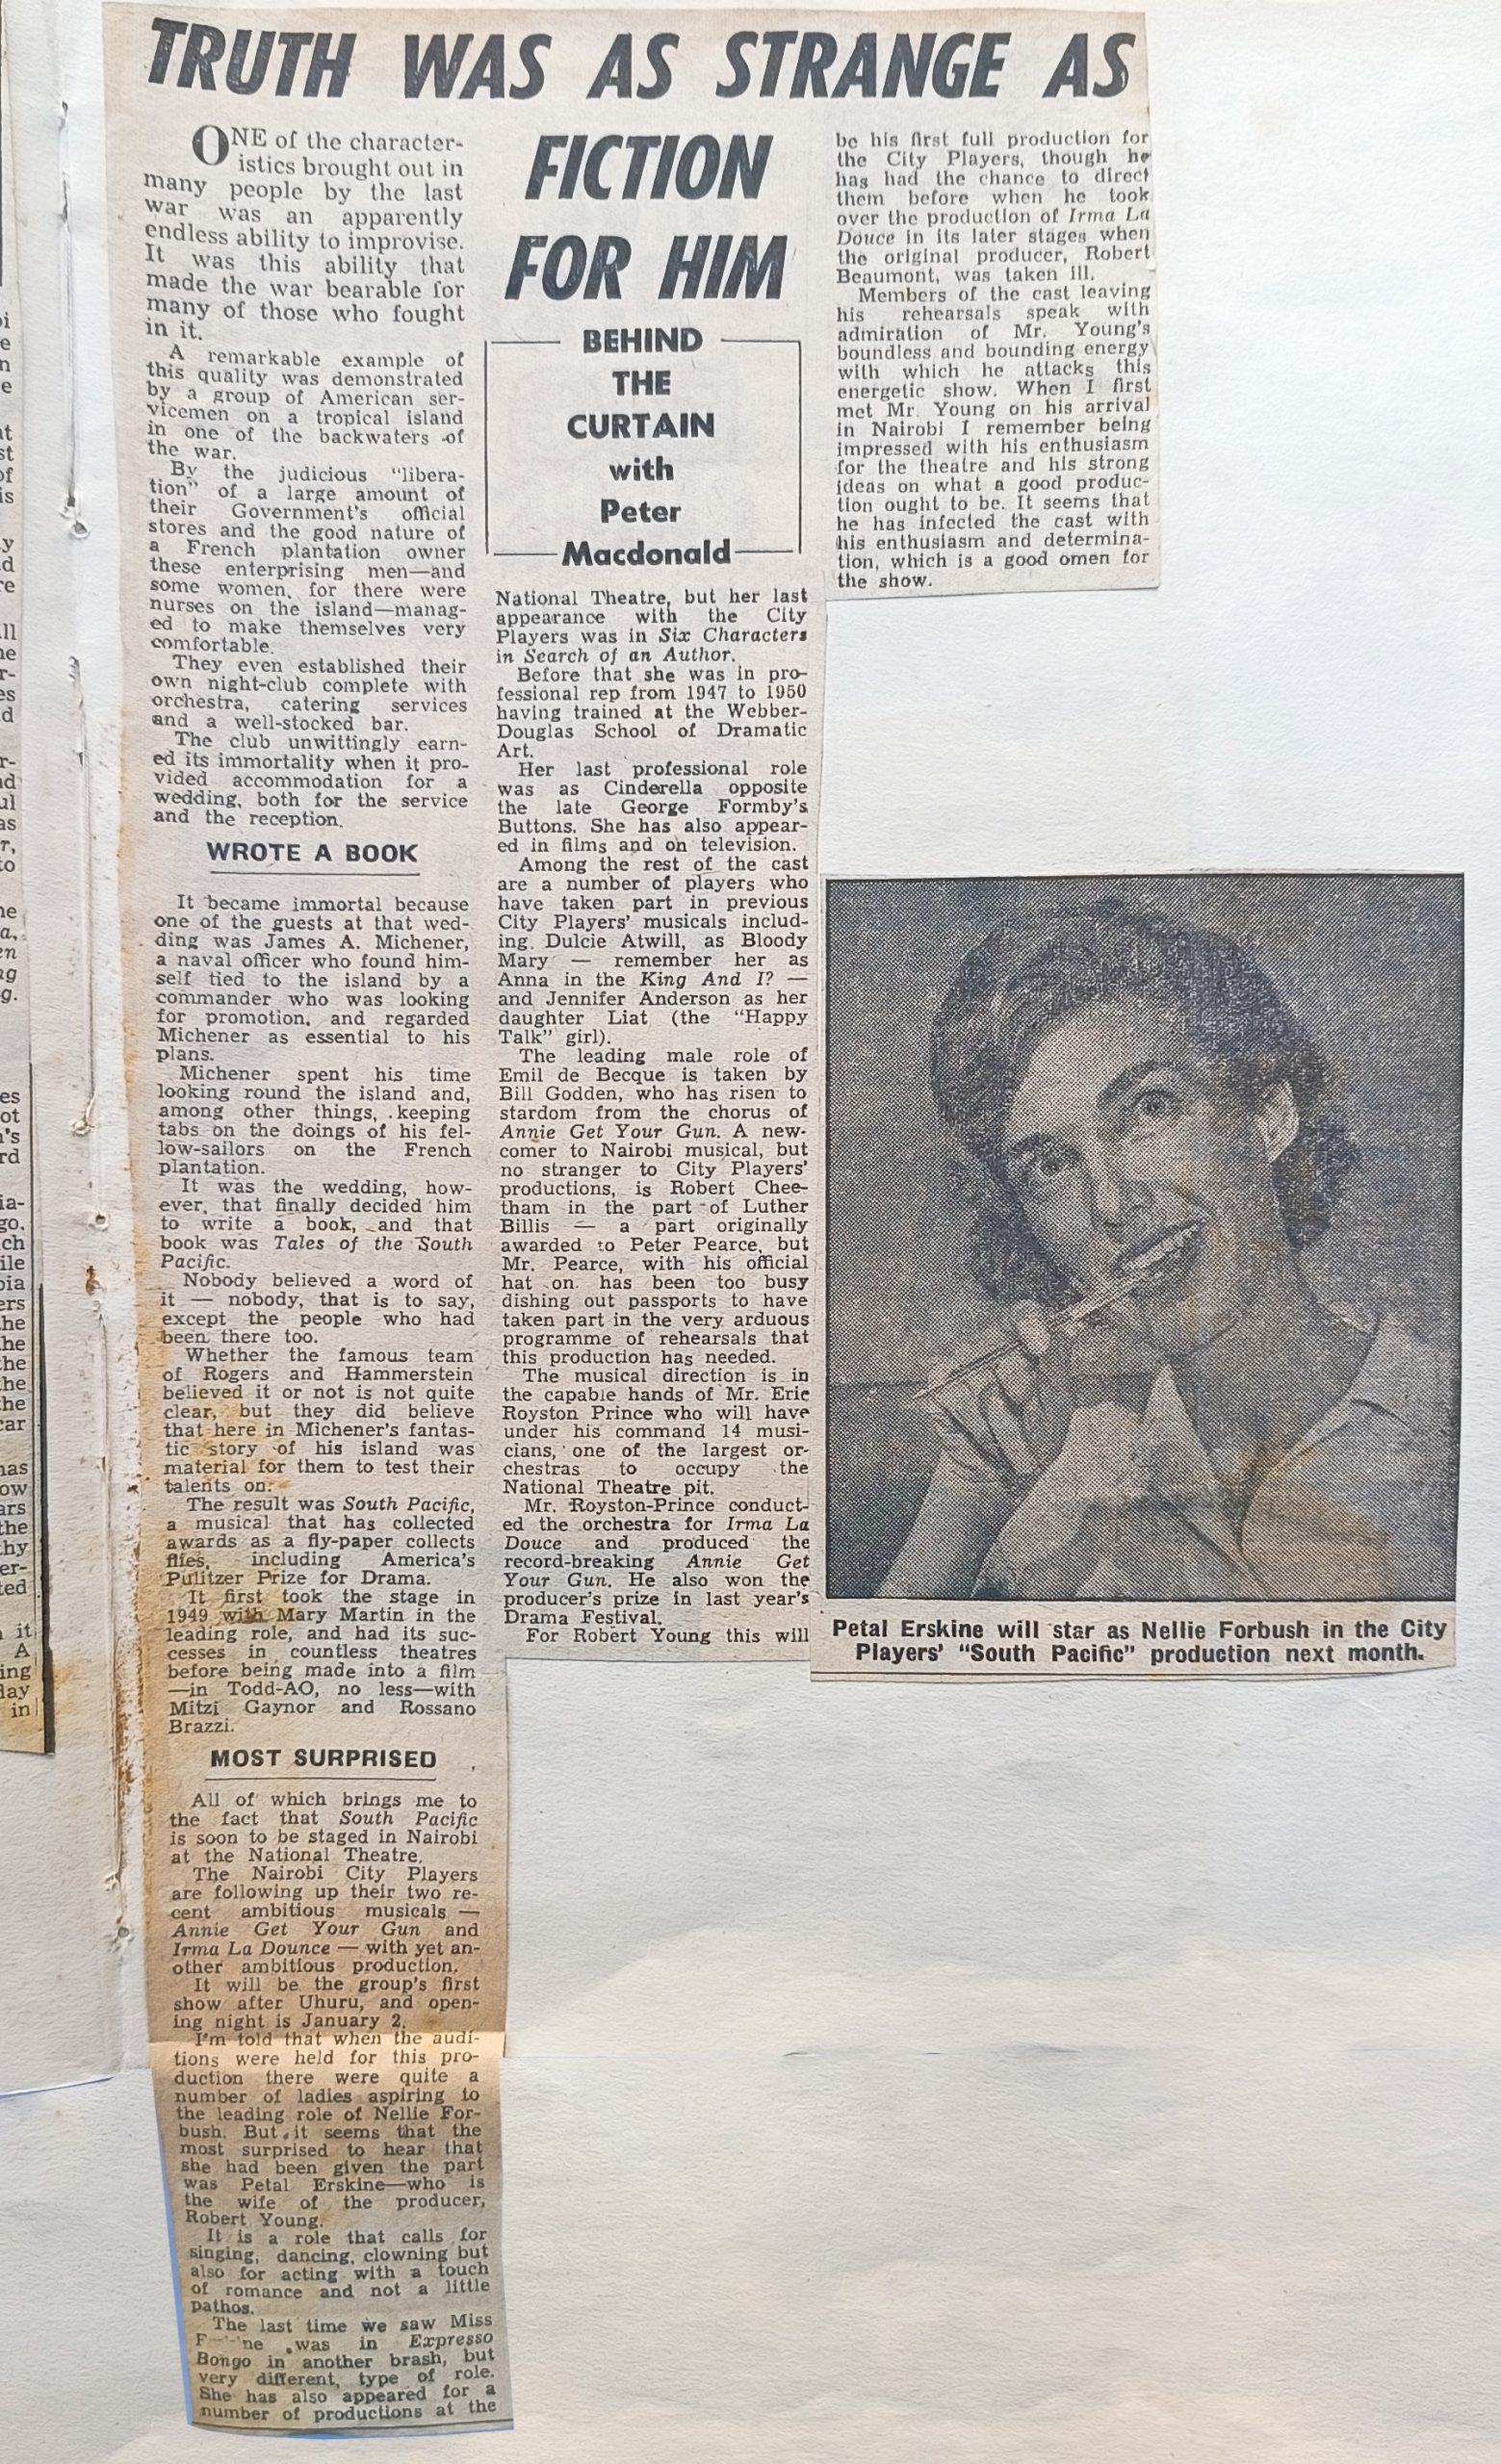 TRUTH WAS AS STRANGE AS
FICTION
FOR HIM
BEHIND
THE
CURTAIN
with
Peter
Macdonald
ONE of the character-
istics brought out in
many people by the last
war was an apparently
endless ability to improvise.
It was this ability that
made the war bearable for
many of those who fought
in it.
A remarkable example of
this quality was demonstrated
by a group of American ser-
vicemen on a tropical island
in one of the backwaters of
the war.
By the judicious "libera-
tion" of a large amount of
their Government's official
stores and the good nature of
a French plantation owner
these enterprising men—and
some women, for there were
nurses on the island—manag-
ed to make themselves very
comfortable.
They even established their
own night-club complete with
orchestra, catering services
and a well-stocked bar.
The club unwittingly earn-
ed its immortality when it pro-
vided accommodation for a
wedding, both for the service
and the reception.
WROTE A BOOK
It became immortal because
one of the guests at that wed-
ding was James A. Michener,
a naval officer who found him-
self tied to the island by a
commander who was looking
for promotion, and regarded
Michener as essential to his
plans.
Michener spent his time
looking round the island and,
among other things, keeping
tabs on the doings of his fel-
low-sailors on the French
plantation.
It was the wedding, how-
ever, that finally decided him
to write a book, and that
book was Tales of the South
Pacific.
Nobody believed a word of
it — nobody, that is to say,
except the people who had
been there too.
Whether the famous team
of Rogers and Hammerstein
believed it or not is not quite
clear, but they did believe
that here in Michener's fantas-
tic story of his island was
material for them to test their
talents on.
The result was South Pacific,
a musical that has collected
awards as a fly-paper collects
flies, including America's
Pulitzer Prize for Drama.
It first took the stage in
1949 with Mary Martin in the
leading role, and had its suc-
cesses in countless theatres
before being made into a film
—in Todd-AO, no less—with
Mitzi Gaynor and Rossano
Brazzi.
MOST SURPRISED
All of which brings me to
the fact that South Pacific
is soon to be staged in Nairobi
at the National Theatre.
The Nairobi City Players
are following up their two re-
cent ambitious musicals —
Annie Get Your Gun and
Irma La Dounce — with yet an-
other ambitious production.
It will be the group's first
show after Uhuru, and open-
ing night is January 2.
I'm told that when the audi-
tions were held for this pro-
duction there were quite a
number of ladies aspiring to
the leading role of Nellie For-
bush. But it seems that the
most surprised to hear that
she had been given the part
was Petal Erskine—who is
the wife of the producer,
Robert Young.
It is a role that calls for
singing, dancing, clowning but
also for acting with a touch
of romance and not a little
pathos.
The last time we saw Miss
was in Expresso
Bongo in another brash, but
very different, type of role.
She has also appeared for a
number of productions at the
National Theatre, but her last
appearance with the City
Players was in Six Characters
in Search of an Author.
Before that she was in pro-
fessional rep from 1947 to 1950
having trained at the Webber-
Douglas School of Dramatic
Art.
Her last professional role
was as Cinderella opposite
the late George Formby's
Buttons. She has also appear-
ed in films and on television.
Among the rest of the cast
are a number of players who
have taken part in previous
City Players' musicals includ-
ing. Dulcie Atwill, as Bloody
Mary — remember her as
Anna in the King And I? —
and Jennifer Anderson as her
daughter Liat (the "Happy
Talk" girl).
The leading male role of
Emil de Becque is taken by
Bill Godden, who has risen to
stardom from the chorus of
Annie Get Your Gun. A new-
comer to Nairobi musical, but
no stranger to City Players'
productions, is Robert Chee-
tham in the part of Luther
Billis — a part originally
awarded to Peter Pearce, but
Mr. Pearce, with his official
hat on has been too busy
dishing out passports to have
taken part in the very arduous
programme of rehearsals that
this production has needed.
The musical direction is in
the capable hands of Mr. Eric
Royston Prince who will have
under his command 14 musi-
cians, one of the largest or-
chestras to occupy the
National Theatre pit.
Mr. Royston-Prince conduct-
ed the orchestra for Irma La
Douce and produced the
record-breaking Annie Get
Your Gun. He also won the
producer's prize in last year's
Drama Festival.
For Robert Young this will
be his first full production for
the City Players, though he
has had the chance to direct
them before when he took
over the production of Irma La
Douce in its later stages when
the original producer, Robert
Beaumont, was taken ill.
Members of the cast leaving
his rehearsals speak with
admiration of Mr. Young's
boundless and bounding energy
with which he attacks this
energetic show. When I first
met Mr. Young on his arrival
in Nairobi I remember being
impressed with his enthusiasm
for the theatre and his strong
ideas on what a good produc-
tion ought to be. It seems that
he has infected the cast with
his enthusiasm and determina-
tion, which is a good omen for
the show.
Petal Erskine will star as Nellie Forbush in the City
Players' "South Pacific" production next month.